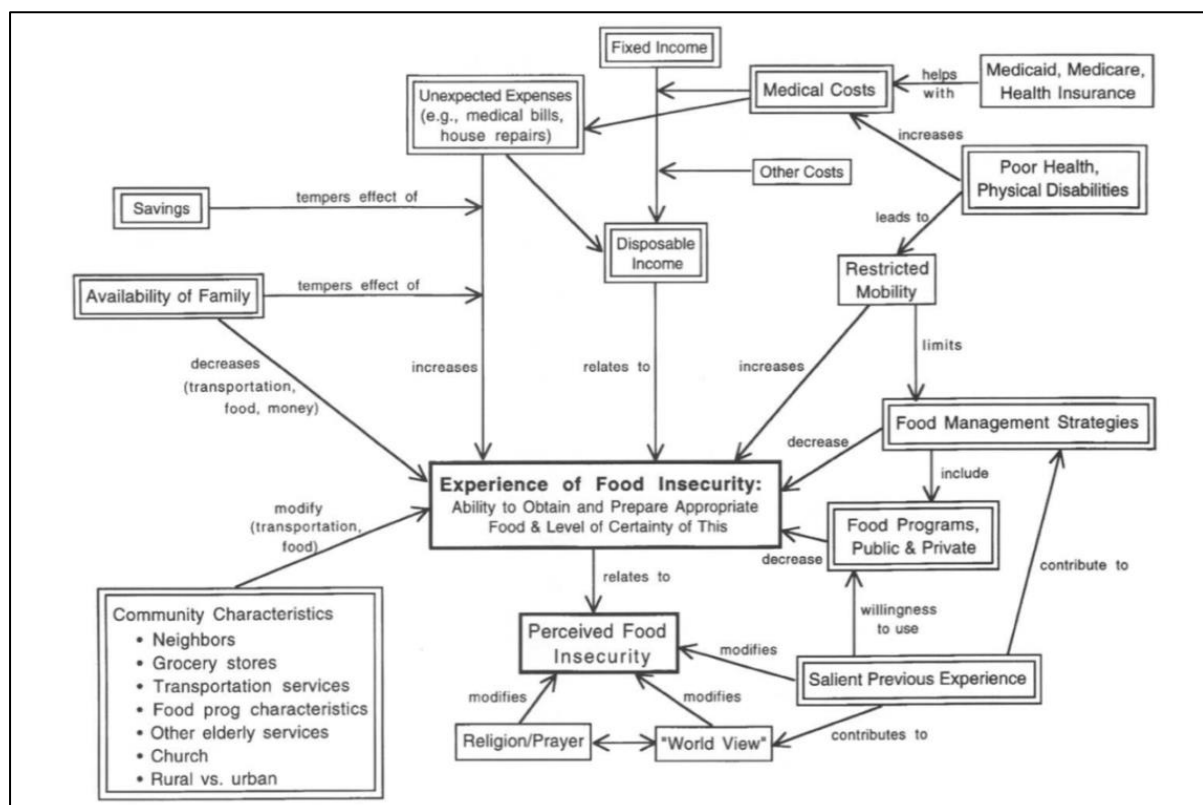 Fixed Income
Unexpected Expenses
(e.g., medical bills,
house repairs)
Medical Costs
helps
with
Medicaid, Medicare,
Health Insurance
increases
Other Costs
Poor Health,
Physical Disabilities
Savings
tempers effect of
leads to
Disposable
Income
Restricted
Mobility
Availability of Family
tempers effect of
limits
decreases
(transportation,
food, money)
increases
relates to
increases
Food Management Strategies
decrease
include
Experience of Food Insecurity:
Ability to Obtain and Prepare Appropriate
Food & Level of Certainty of This
modify
(transportation,
food)
Food Programs,
Public & Private
decrease
contribute to
relates to
willingness
to use
Community Characteristics
• Neighbors
• Grocery stores
• Transportation services
• Food prog characteristics
• Other elderly services
• Church
• Rural vs. urban
Perceived Food
Insecurity
modifies
Salient Previous Experience
modifies
modifies
Religion/Prayer
"World View"
contributes to